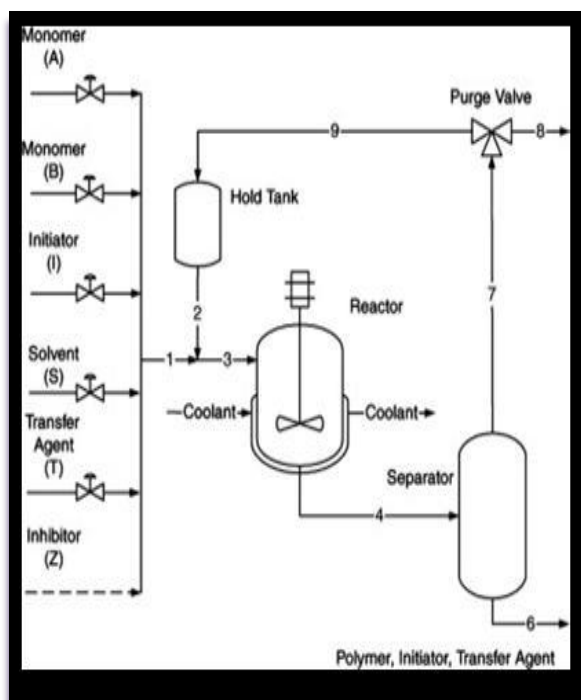 Monomer
(A)
Monomer
(B)
Initiator
(I)
Solvent
(S)
Transfer
Agent
(T)
Inhibitor
(Z)
Purge Valve
9
8
Hold Tank
7
2
Reactor
1
3
Coolant
Coolant
Separator
4
6
Polymer, Initiator, Transfer Agent